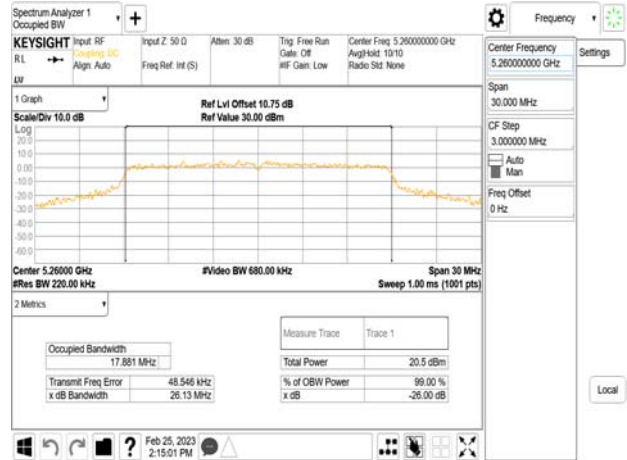 Spectrum Analyzer 1
Occupied BW
Frequency
KEYSIGHT
Input: RF
Coupling: DC
Align: Auto
Input Z: 50 Ω
Freq Ref: Int (S)
Atten: 30 dB
Trig: Free Run
Gate: Off
#IF Gain: Low
Center Freq: 5.260000000 GHz
Avg|Hold: 10/10
Radio Std: None
RL
LXI
Center Frequency
5.260000000 GHz
Settings
Span
30.000 MHz
CF Step
3.000000 MHz
Auto
Man
Freq Offset
0 Hz
1 Graph
Scale/Div 10.0 dB
Ref Lvl Offset 10.75 dB
Ref Value 30.00 dBm
Log
20.0
10.0
0.00
-10.0
-20.0
-30.0
-40.0
-50.0
-60.0
Center 5.26000 GHz
#Video BW 680.00 kHz
Span 30 MHz
#Res BW 220.00 kHz
Sweep 1.00 ms (1001 pts)
2 Metrics
Measure Trace
Trace 1
Occupied Bandwidth
17.881 MHz
Total Power
20.5 dBm
Transmit Freq Error
48.546 kHz
% of OBW Power
99.00 %
x dB Bandwidth
26.13 MHz
x dB
-26.00 dB
Local
?
Feb 25, 2023
2:15:01 PM